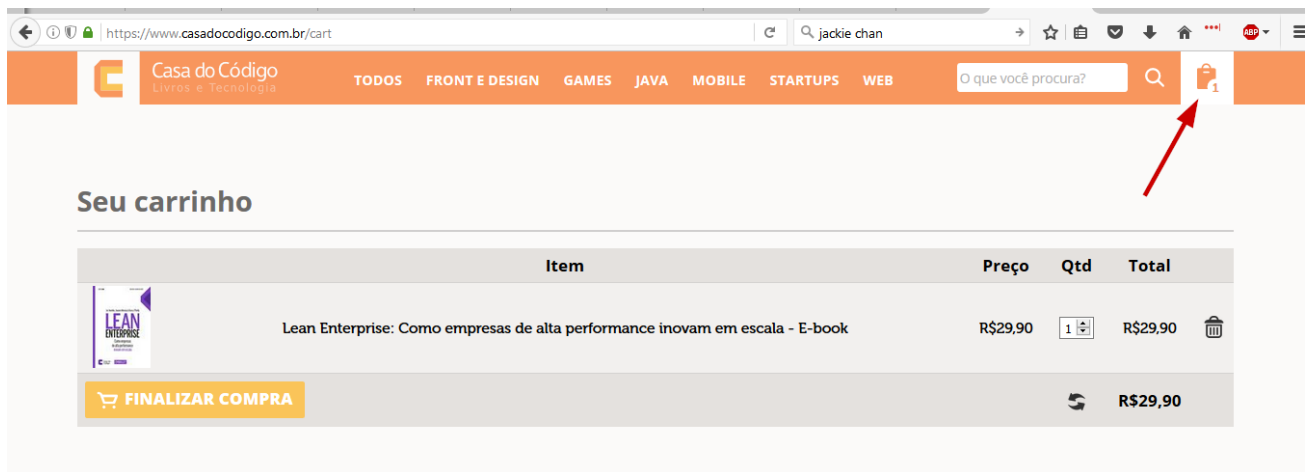 https://www.casadocodigo.com.br/cart
jackie chan
ABP
Casa do Código
Livros e Tecnologia
TODOS FRONT E DESIGN GAMES JAVA MOBILE STARTUPS WEB
O que você procura?
1
Seu carrinho
Item Preço Qtd Total
LEAN
ENTERPRISE
Lean Enterprise: Como empresas de alta performance inovam em escala - E-book R$29,90 1 R$29,90
FINALIZAR COMPRA R$29,90